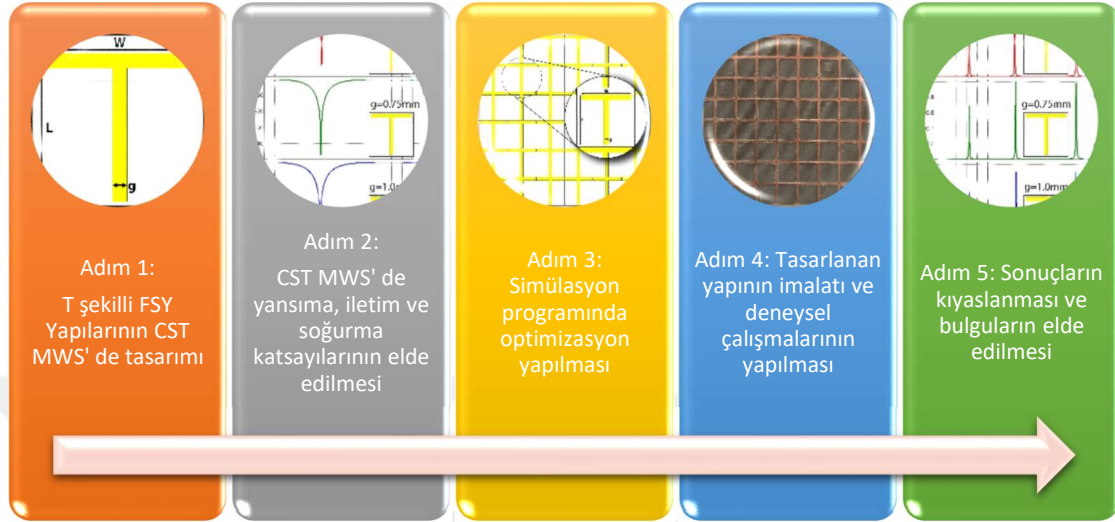 W
L
g
Adım 1:
T şekilli FSY
Yapılarının CST
MWS' de tasarımı
g=0.75mm
g=1.0
Adım 2:
CST MWS' de
yansıma, iletim ve
soğurma
katsayılarının elde
edilmesi
Adım 3:
Simülasyon
programında
optimizasyon
yapılması
Adım 4: Tasarlanan
yapının imalatı ve
deneysel
çalışmalarının
yapılması
g=0.75mm
g=1.0mm
Adım 5: Sonuçların
kıyaslanması ve
bulguların elde
edilmesi